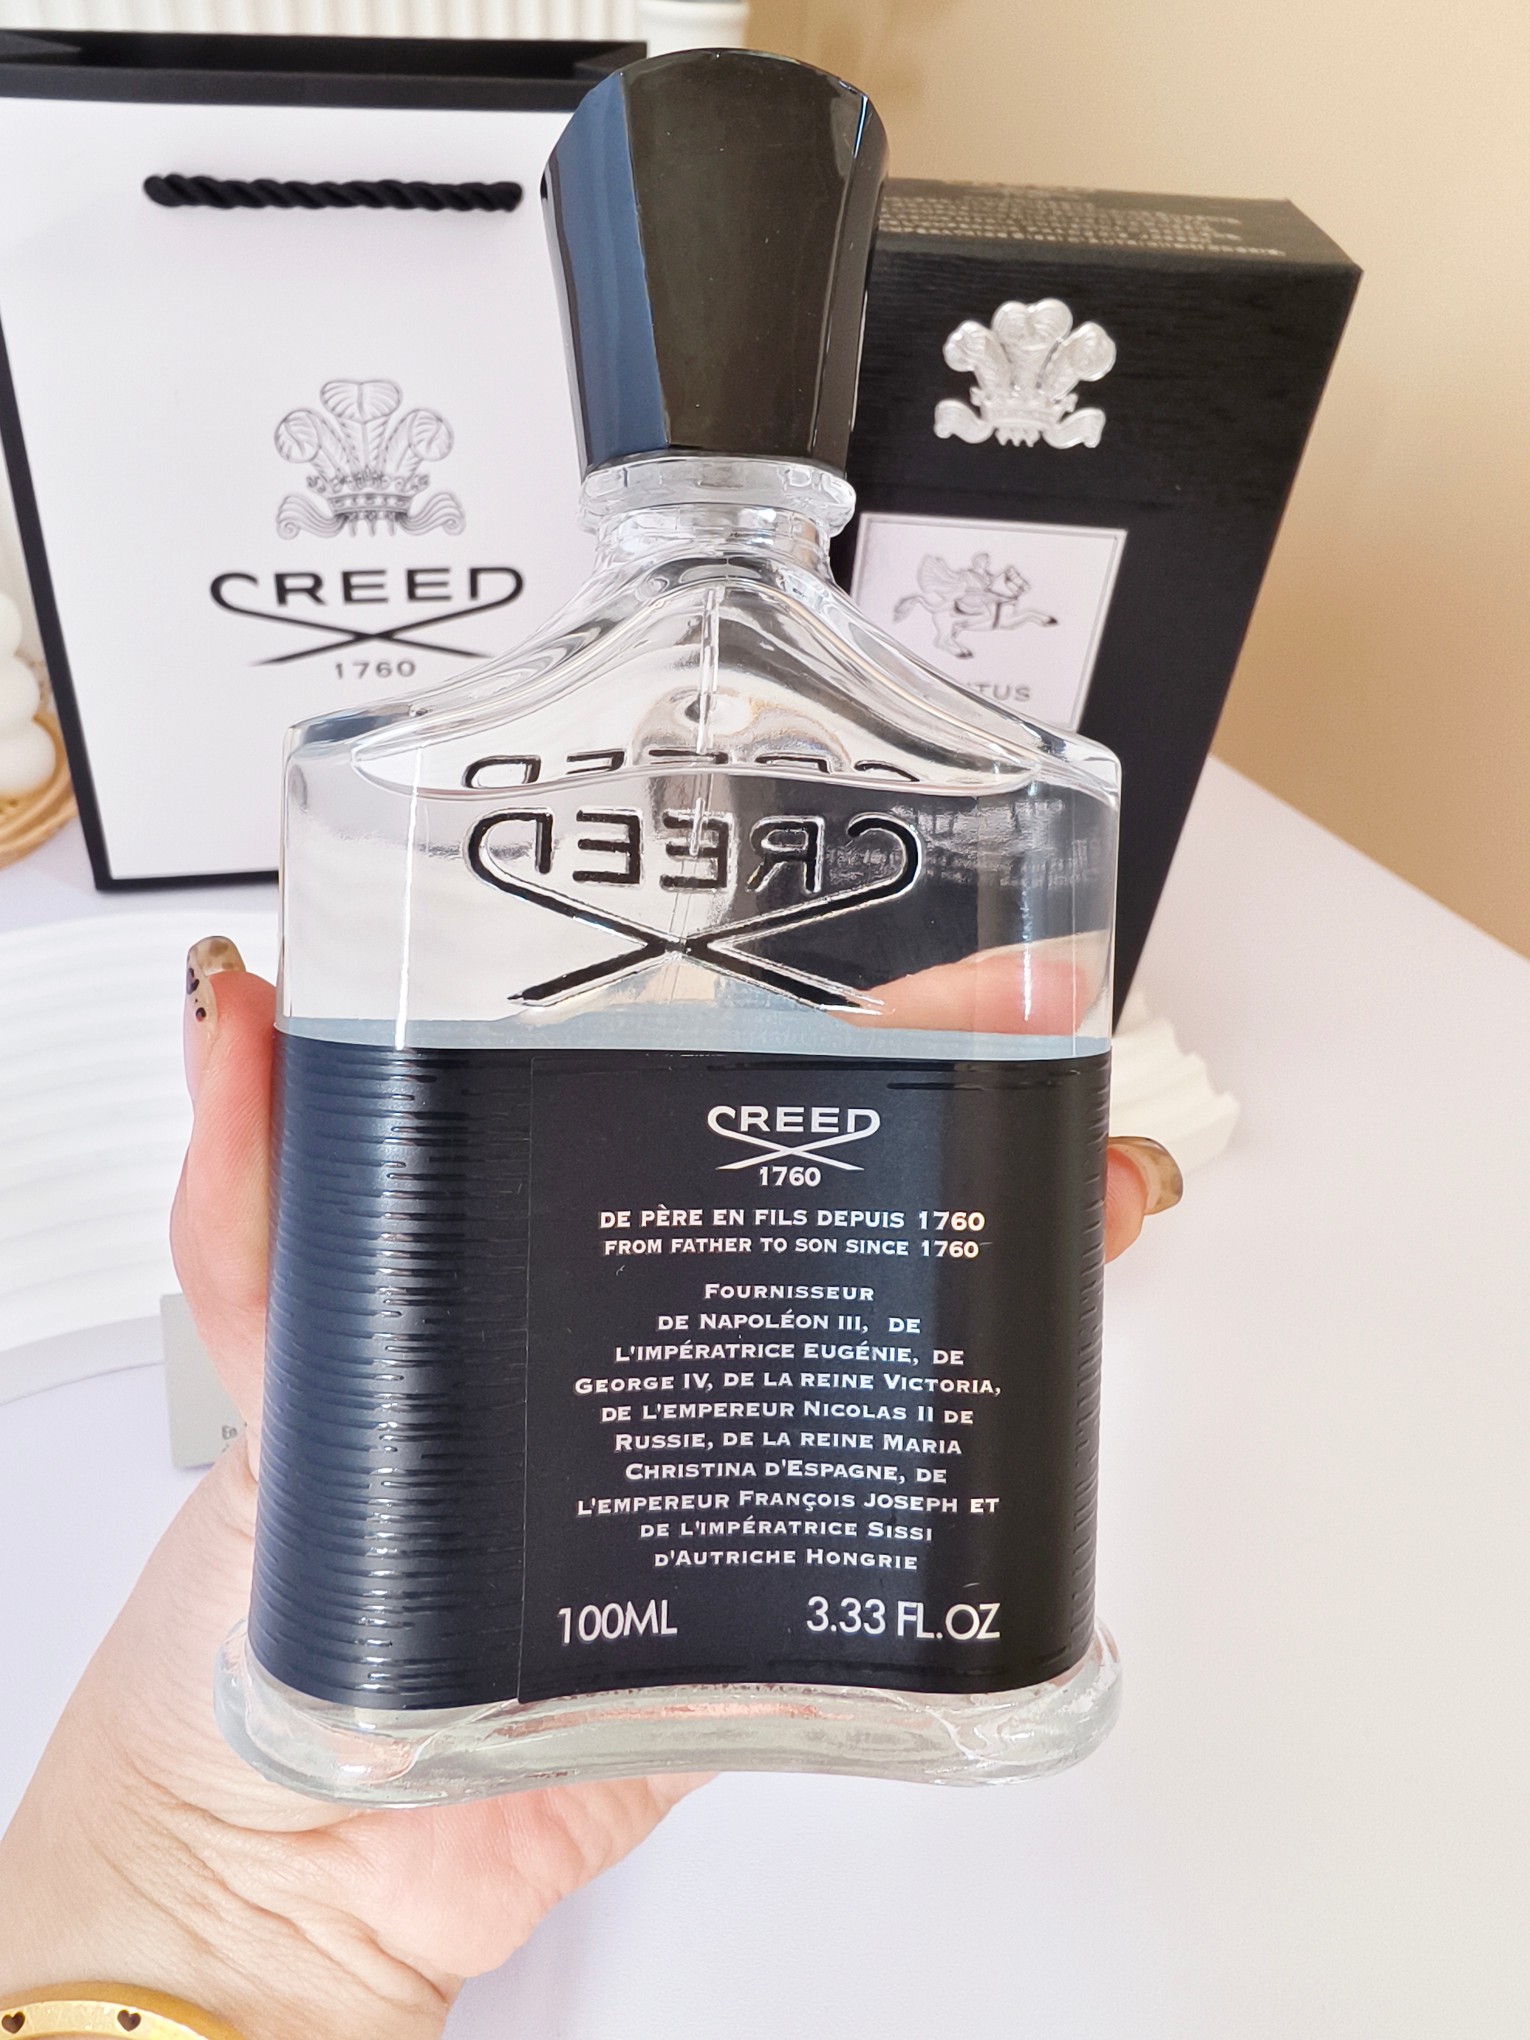 CREED
1760
NTUS
CREED
CREED
1760
DE PÈRE EN FILS DEPUIS 1760
FROM FATHER TO SON SINCE 1760
FOURNISSEUR
DE NAPOLÉON III, DE
L'IMPÉRATRICE EUGÉNIE, DE
GEORGE IV, DE LA REINE VICTORIA,
DE L'EMPEREUR NICOLAS II DE
RUSSIE, DE LA REINE MARIA
CHRISTINA D'ESPAGNE, DE
L'EMPEREUR FRANÇOIS JOSEPH ET
DE L'IMPÉRATRICE SISSI
D'AUTRICHE HONGRIE
100ML 3.33 FL.OZ
En